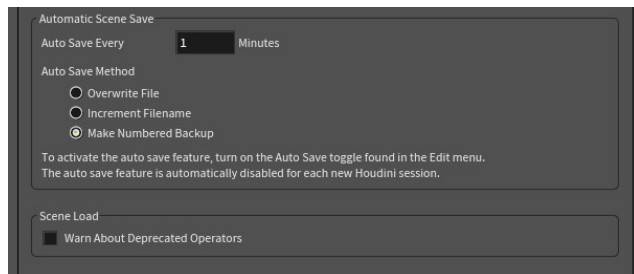 Automatic Scene Save
Auto Save Every 1 Minutes
Auto Save Method
Overwrite File
Increment Filename
Make Numbered Backup
To activate the auto save feature, turn on the Auto Save toggle found in the Edit menu.
The auto save feature is automatically disabled for each new Houdini session.
Scene Load
Warn About Deprecated Operators